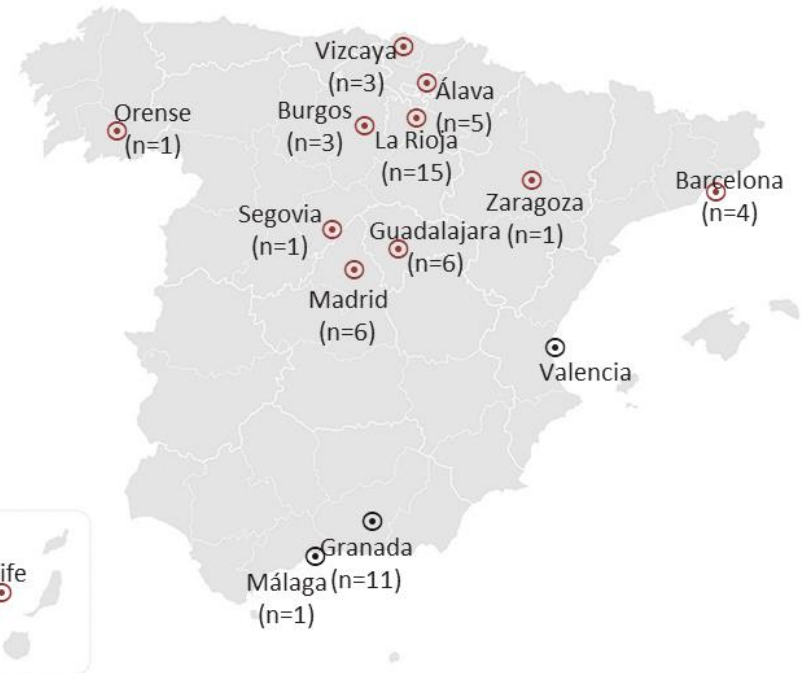 Vizcaya
(n=3)
Álava
(n=5)
Orense
(n=1)
Burgos
(n=3)
La Rioja
(n=15)
Barcelona
(n=4)
Zaragoza
(n=1)
Segovia
(n=1)
Guadalajara
(n=6)
Madrid
(n=6)
Valencia
Granada
(n=11)
Málaga
(n=1)
ife